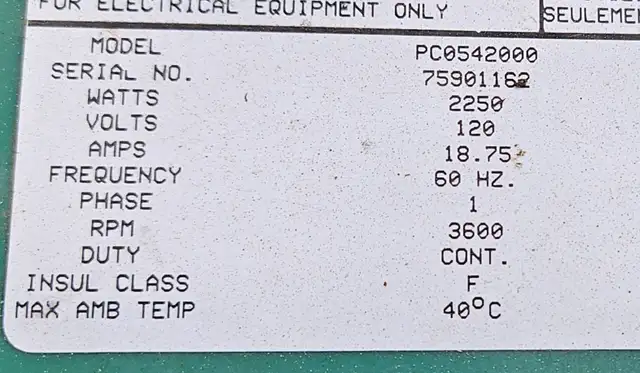 FOR ELECTRICAL EQUIPMENT ONLY
MODEL PC0542000
SERIAL NO. 75901162
WATTS 2250
VOLTS 120
AMPS 18.75
FREQUENCY 60 HZ.
PHASE 1
RPM 3600
DUTY CONT.
INSUL CLASS F
MAX AMB TEMP 40°C